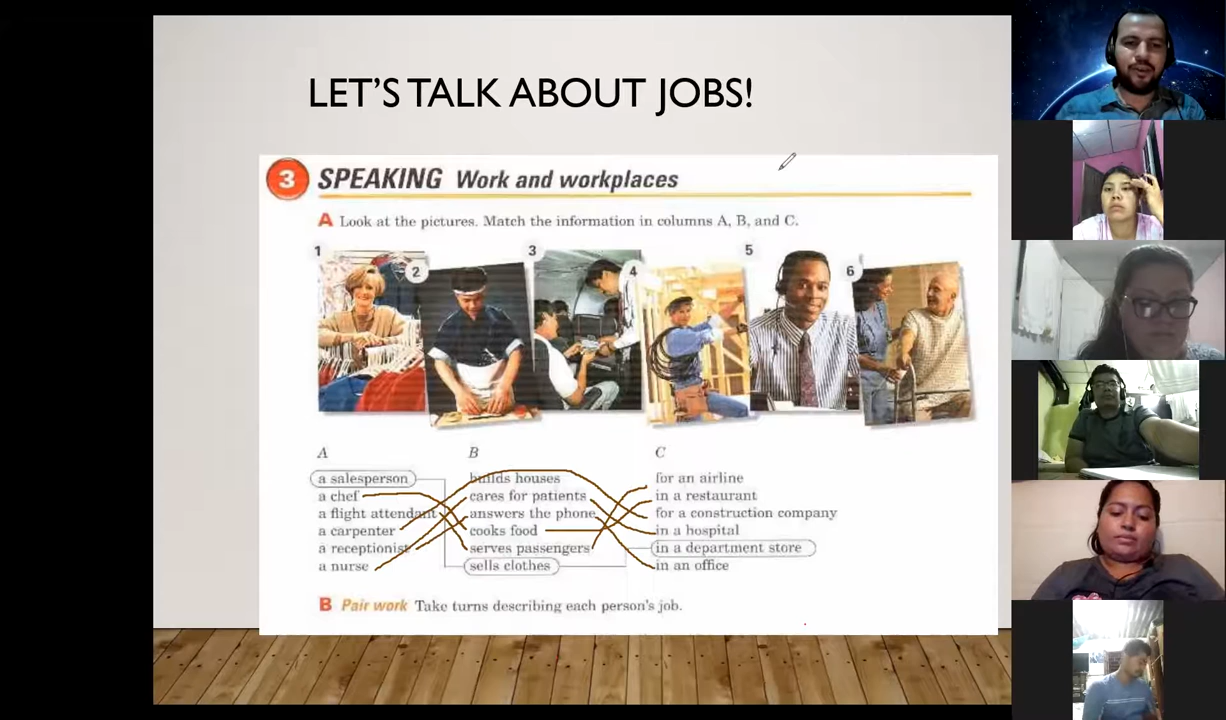 LET'S TALK ABOUT JOBS!
3 SPEAKING Work and workplaces
A Look at the pictures. Match the information in columns A, B, and C.
1 2 3 4 5 6
A B C
a salesperson builds houses for an airline
a chef cares for patients in a restaurant
a flight attendant answers the phone for a construction company
a carpenter cooks food in a hospital
a receptionist serves passengers in a department store
a nurse sells clothes in an office
B Pair work Take turns describing each person's job.